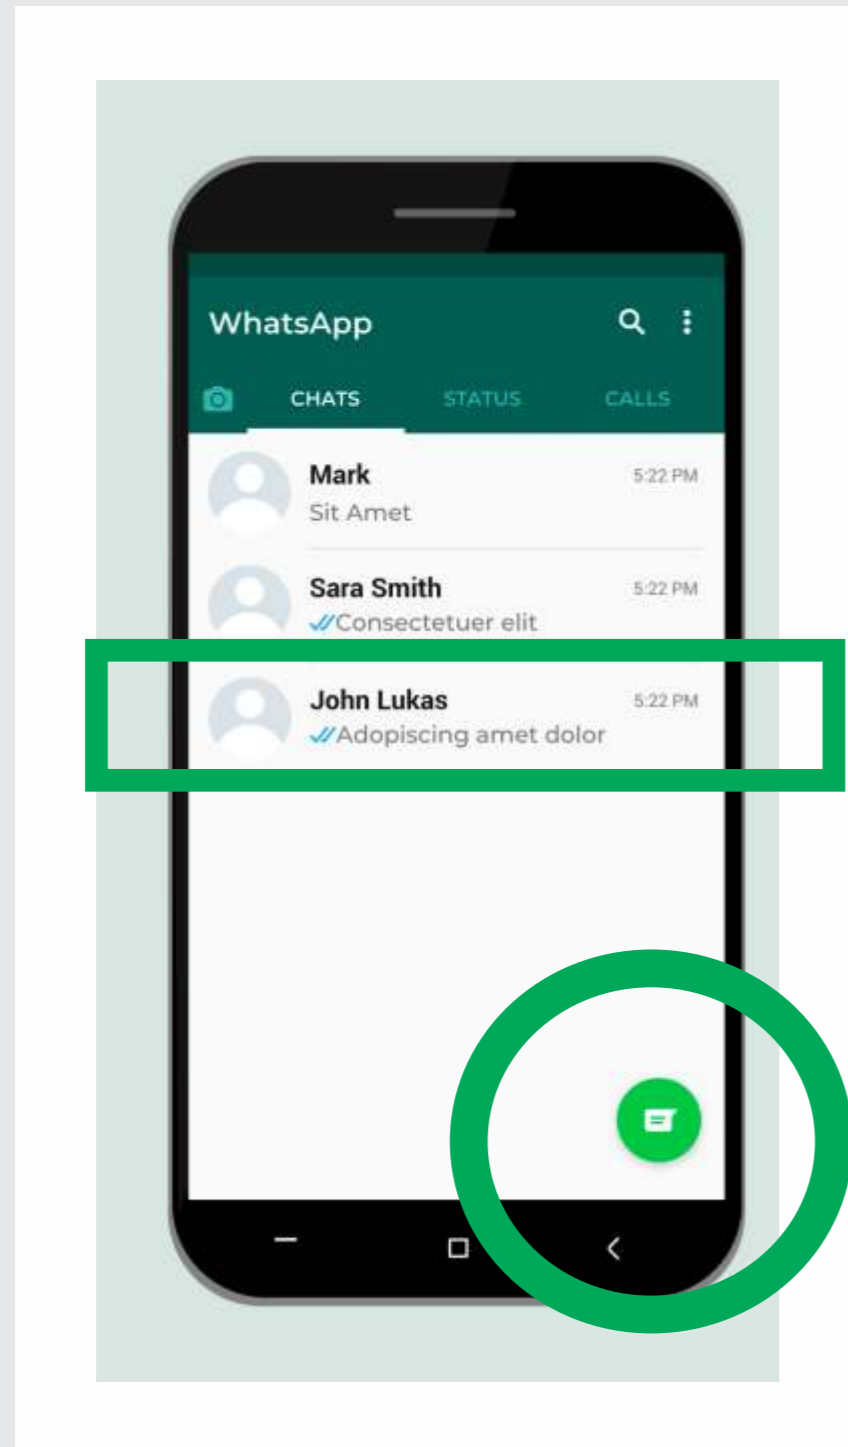 WhatsApp
CHATS STATUS CALLS
Mark 5:22 PM
Sit Amet
Sara Smith 5:22 PM
Consectetuer elit
John Lukas 5:22 PM
Adopiscing amet dolor